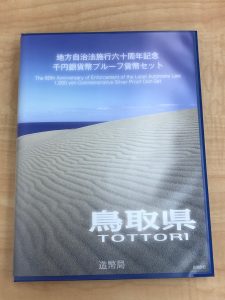 地方自治法施行六十周年記念
千円銀貨幣プルーフ貨幣セット
The 60th Anniversary of Enforcement of the Local Autonomy Law
1,000 yen Commemorative Silver Proof Coin Set
鳥取県
TOTTORI
造幣局